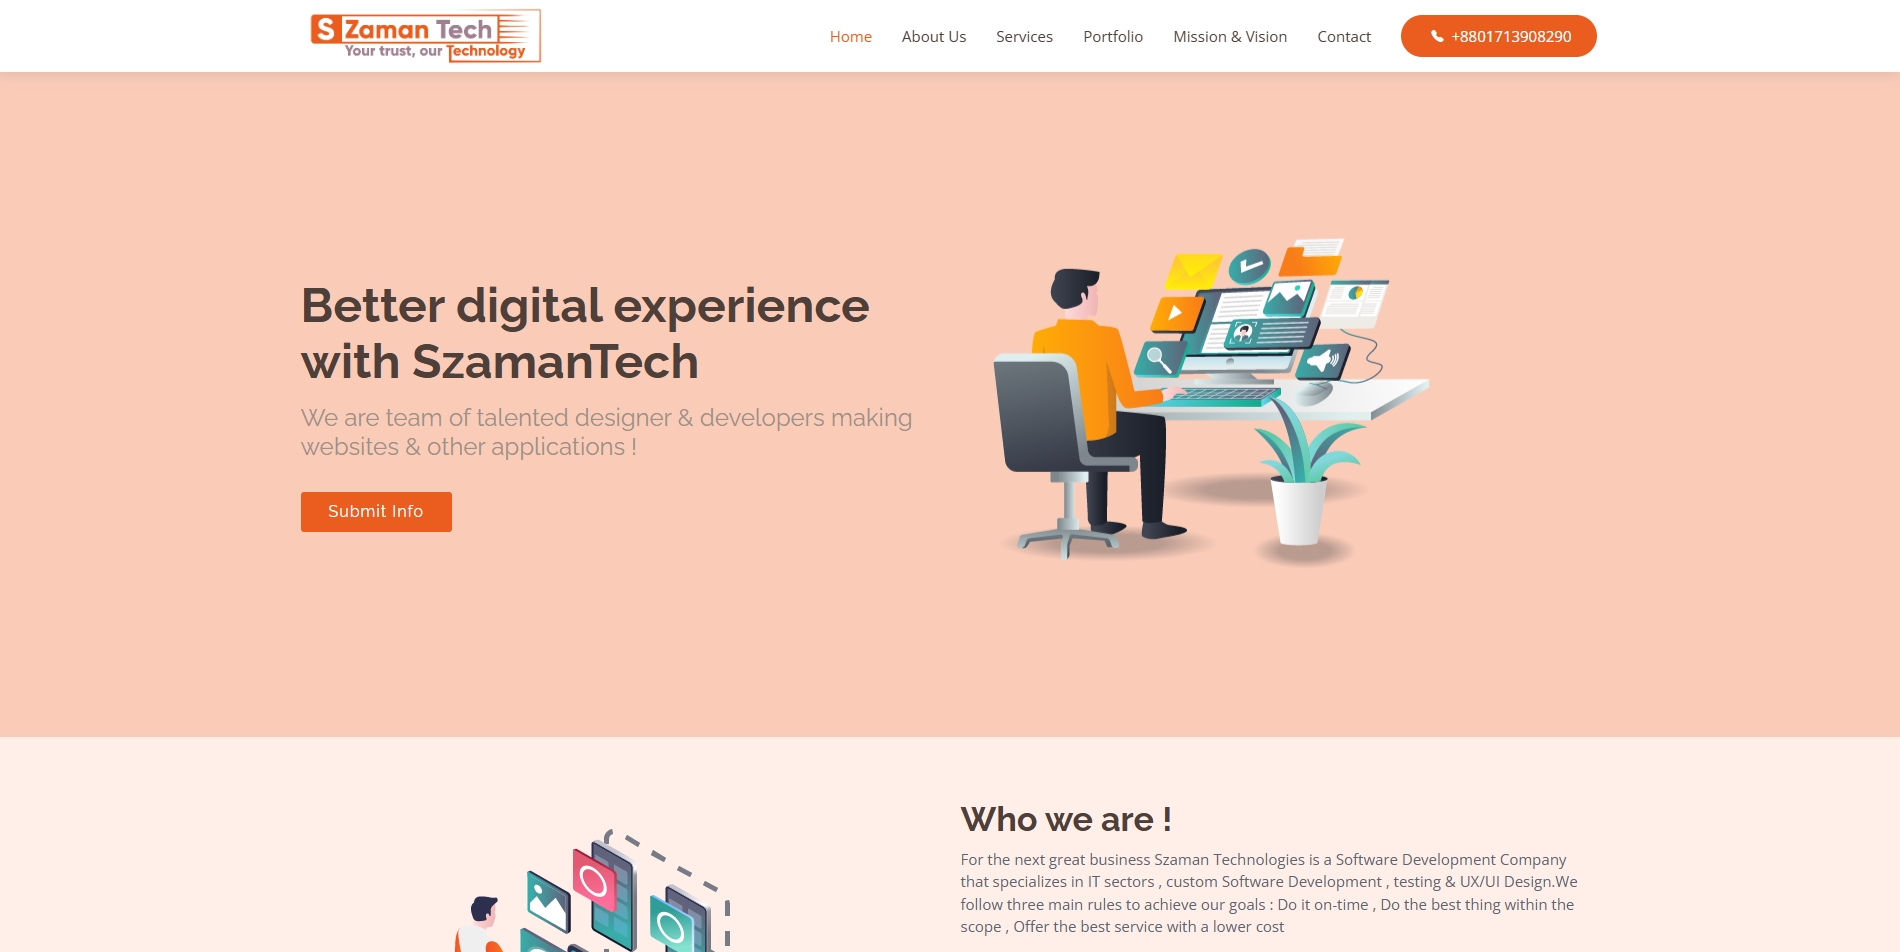 S Zaman Tech
Your trust, our Technology
Home
About Us
Services
Portfolio
Mission & Vision
Contact
+8801713908290
Better digital experience
with SzamanTech
We are team of talented designer & developers making
websites & other applications !
Submit Info
Who we are !
For the next great business Szaman Technologies is a Software Development Company
that specializes in IT sectors , custom Software Development , testing & UX/UI Design.We
follow three main rules to achieve our goals : Do it on-time , Do the best thing within the
scope , Offer the best service with a lower cost